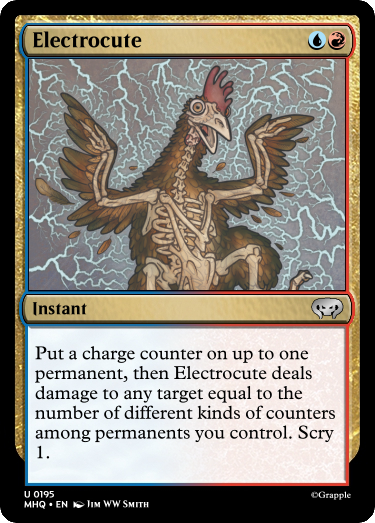 Electrocute
Instant
Put a charge counter on up to one
permanent, then Electrocute deals
damage to any target equal to the
number of different kinds of counters
among permanents you control. Scry
1.
U 0195
MHQ • EN Jim WW Smith
©Grapple